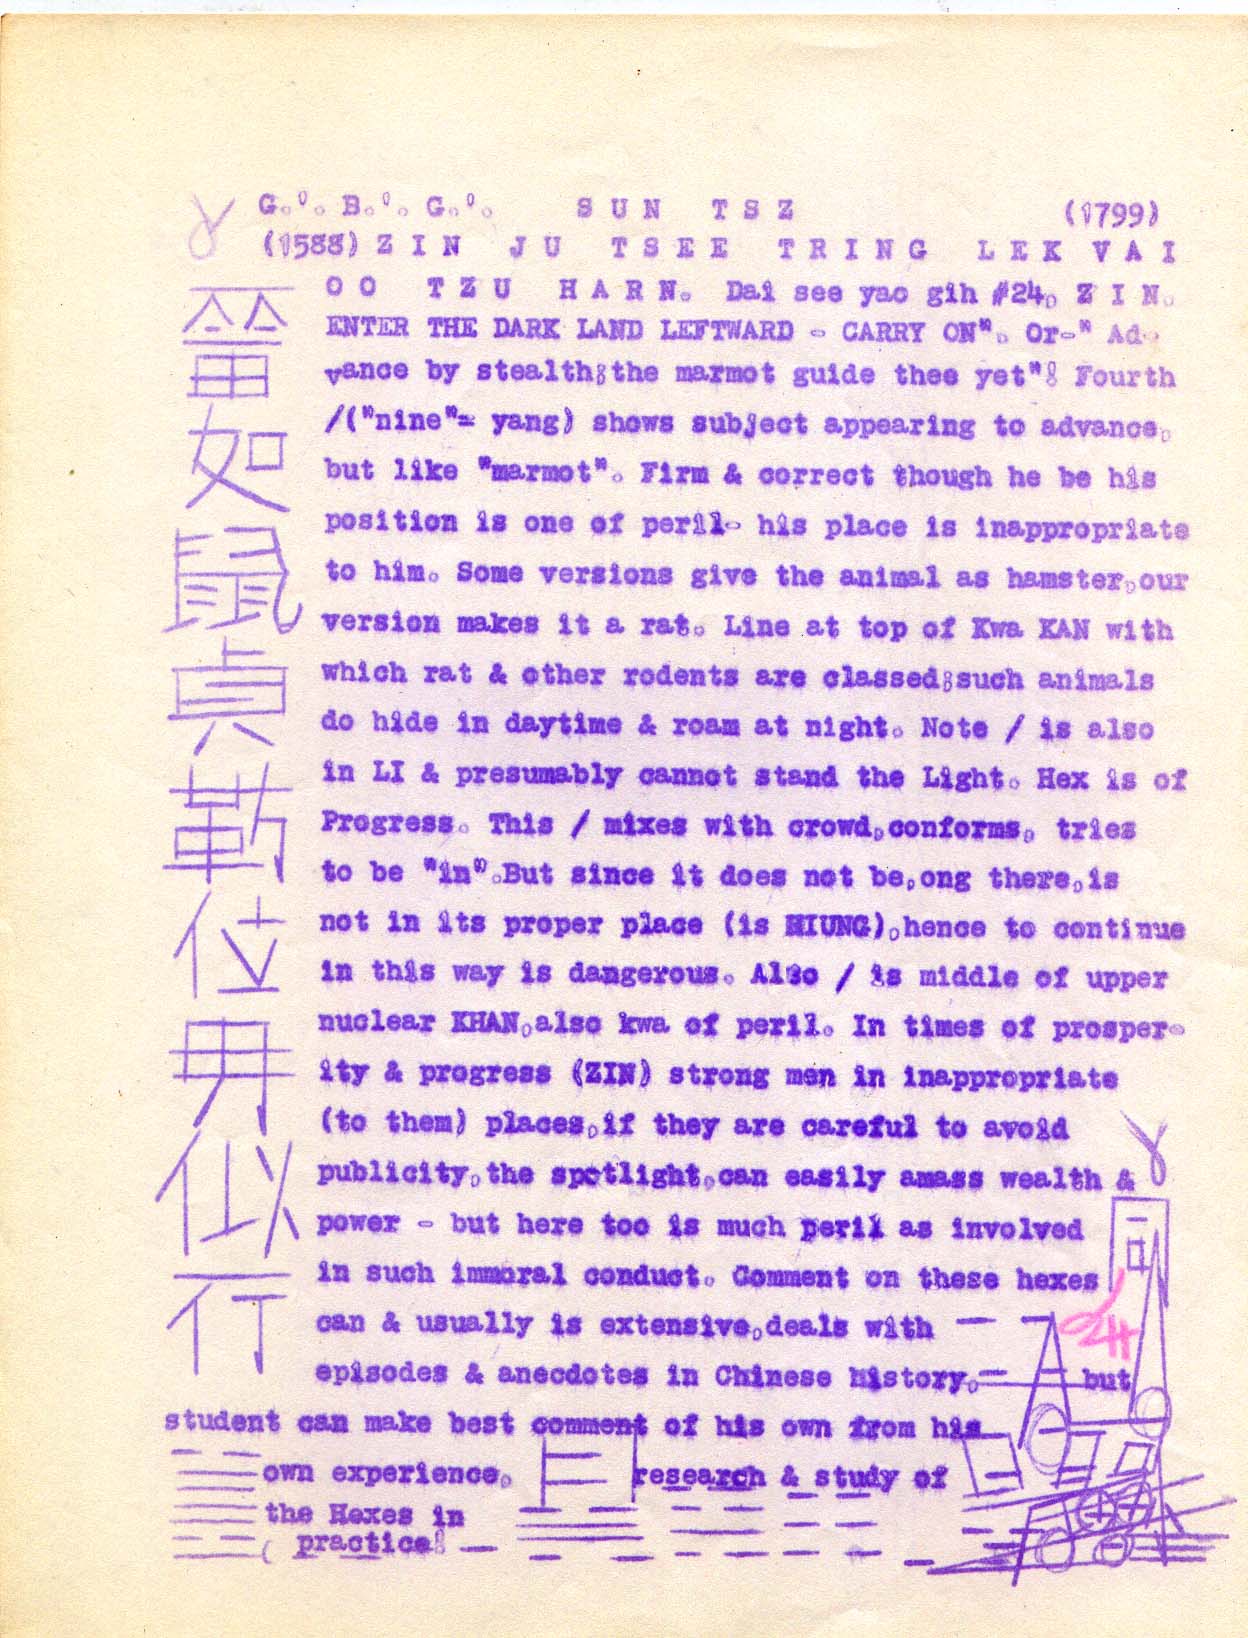 G.'. B.'. G.'. SUN TSZ (1799)
(1588) ZIN JU TSEE TRING LEK VAI
OO TZU HARN. Dai see yao gih #24. ZIN.
ENTER THE DARK LAND LEFTWARD - CARRY ON". Or-" Ad-
vance by stealth;the marmot guide thee yet"! Fourth
/("nine"= yang) shows subject appearing to advance,
but like "marmot". Firm & correct though he be his
position is one of peril- his place is inappropriate
to him. Some versions give the animal as hamster,our
version makes it a rat. Line at top of Kwa KAN with
which rat & other rodents are classed;such animals
do hide in daytime & roam at night. Note / is also
in LI & presumably cannot stand the Light. Hex is of
Progress. This / mixes with crowd,conforms, tries
to be "in".But since it does not be,ong there,is
not in its proper place (is HIUNG),hence to continue
in this way is dangerous. Also / is middle of upper
nuclear KHAN,also kwa of peril. In times of prosper-
ity & progress (ZIN) strong men in inappropriate
(to them) places,if they are careful to avoid
publicity,the spotlight,can easily amass wealth &
power - but here too is much peril as involved
in such immoral conduct. Comment on these hexes
can & usually is extensive,deals with
episodes & anecdotes in Chinese history, but
student can make best comment of his own from his
own experience. research & study of
the Hexes in
practice!
如
鼠
貞
勒
位
毋
似
行
24